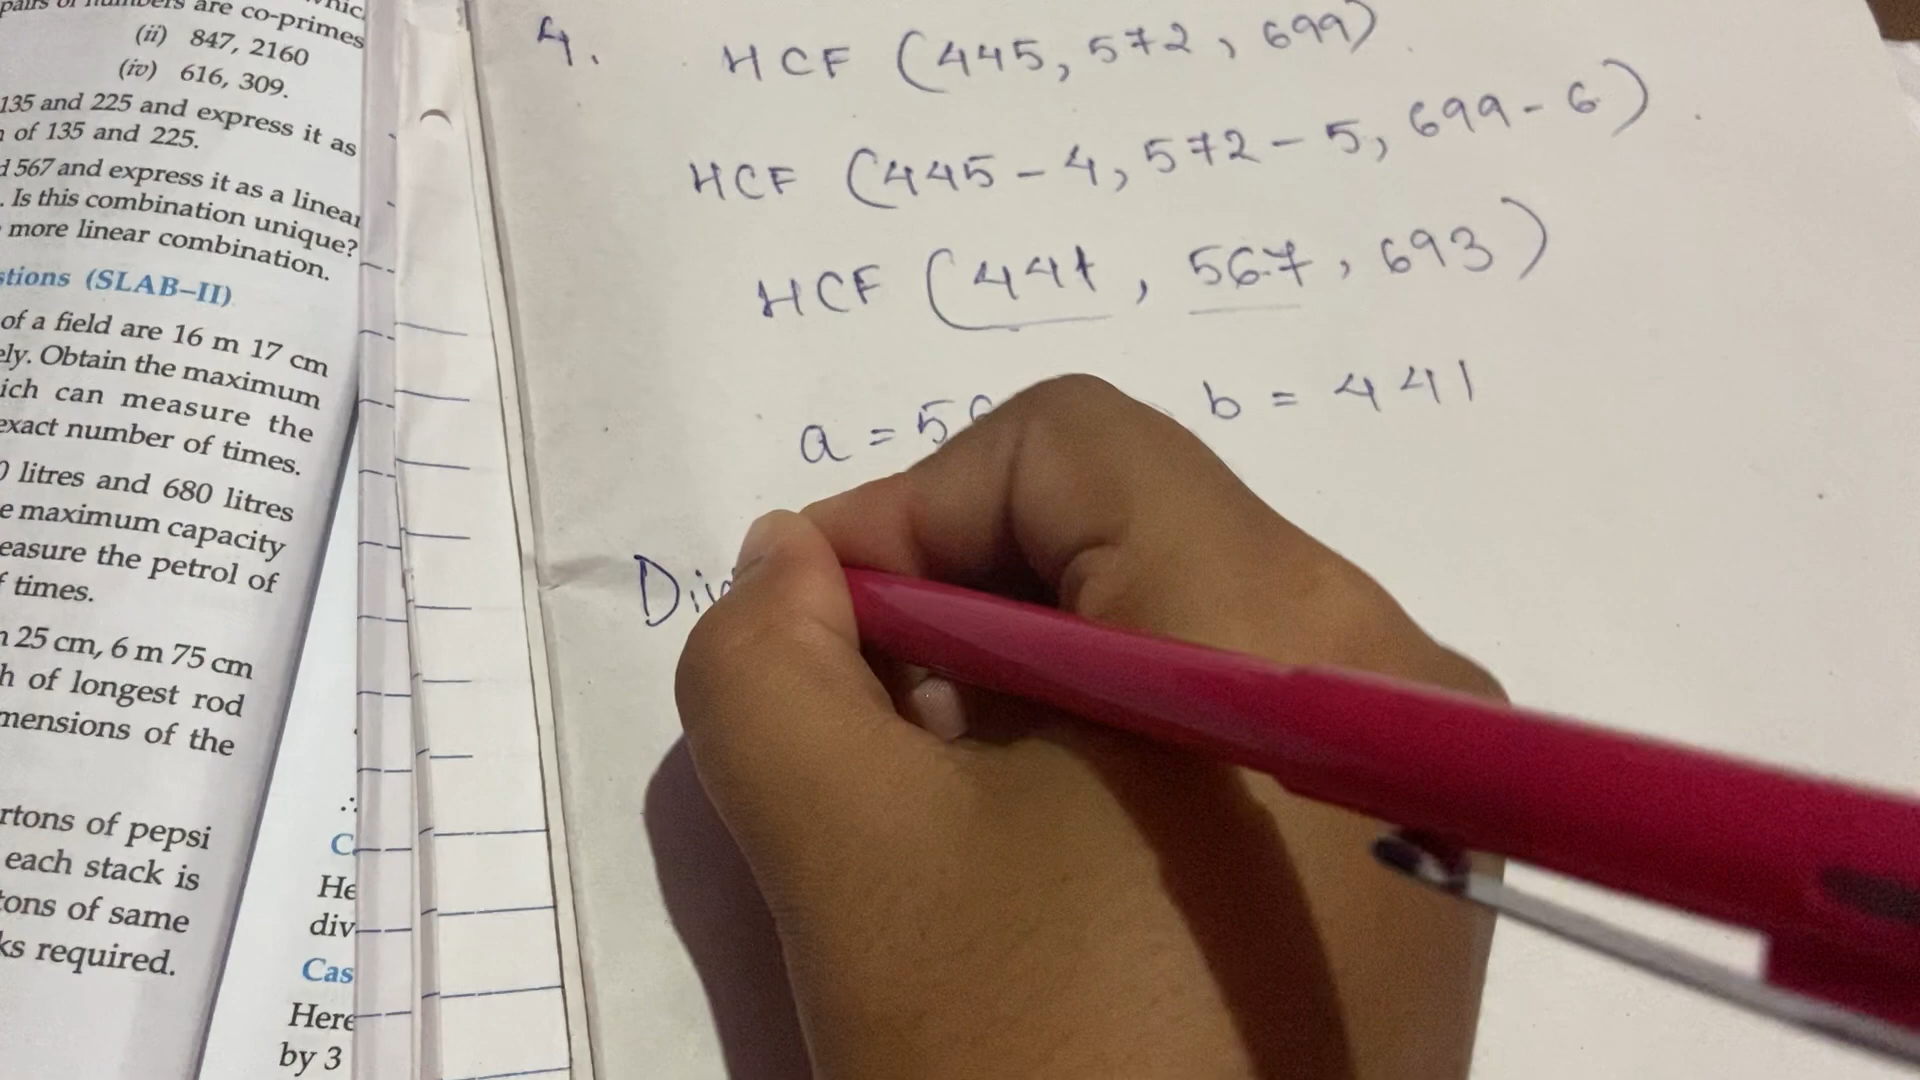 pairs of numbers are co-primes
(ii) 847, 2160
(iv) 616, 309.
135 and 225 and express it as
of 135 and 225.
567 and express it as a linear
. Is this combination unique?
more linear combination.
stions (SLAB–II)
of a field are 16 m 17 cm
ely. Obtain the maximum
ich can measure the
exact number of times.
0 litres and 680 litres
e maximum capacity
easure the petrol of
f times.
25 cm, 6 m 75 cm
h of longest rod
mensions of the
rtons of pepsi
each stack is
tons of same
ks required.
∴
C
He
div
Cas
Here
by 3
4.
HCF (445, 572, 699)
HCF (445 - 4, 572 - 5, 699 - 6)
HCF (441, 567, 693)
a = 5
b = 441